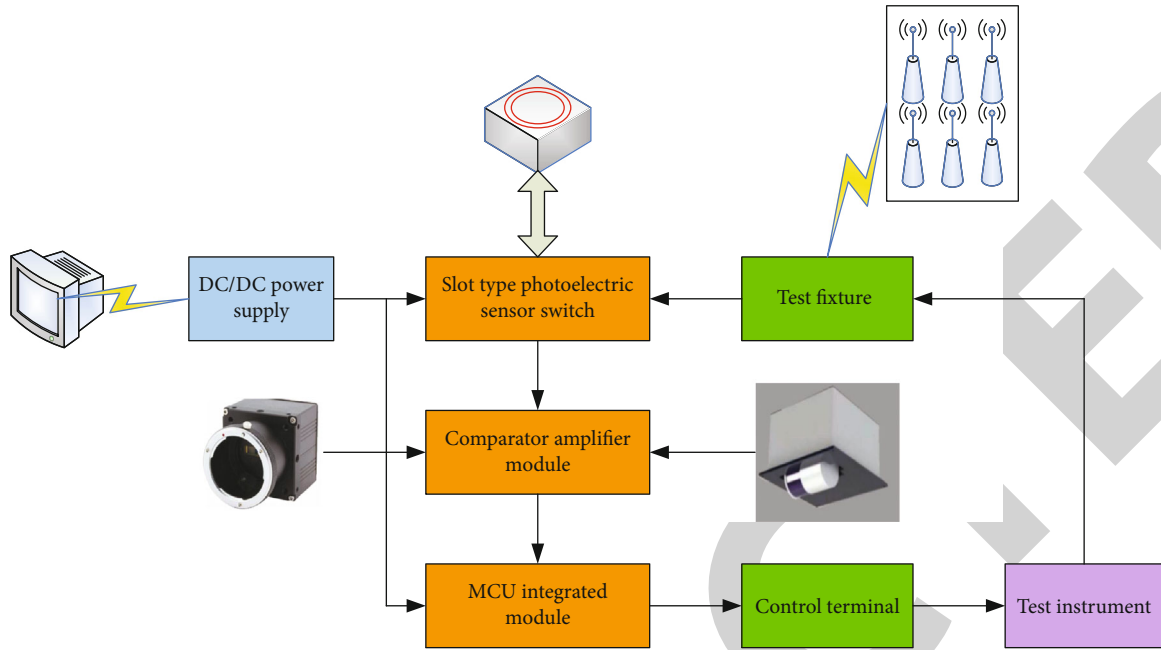 DC/DC power
supply
Slot type photoelectric
sensor switch
Test fixture
Comparator amplifier
module
MCU integrated
module
Control terminal
Test instrument